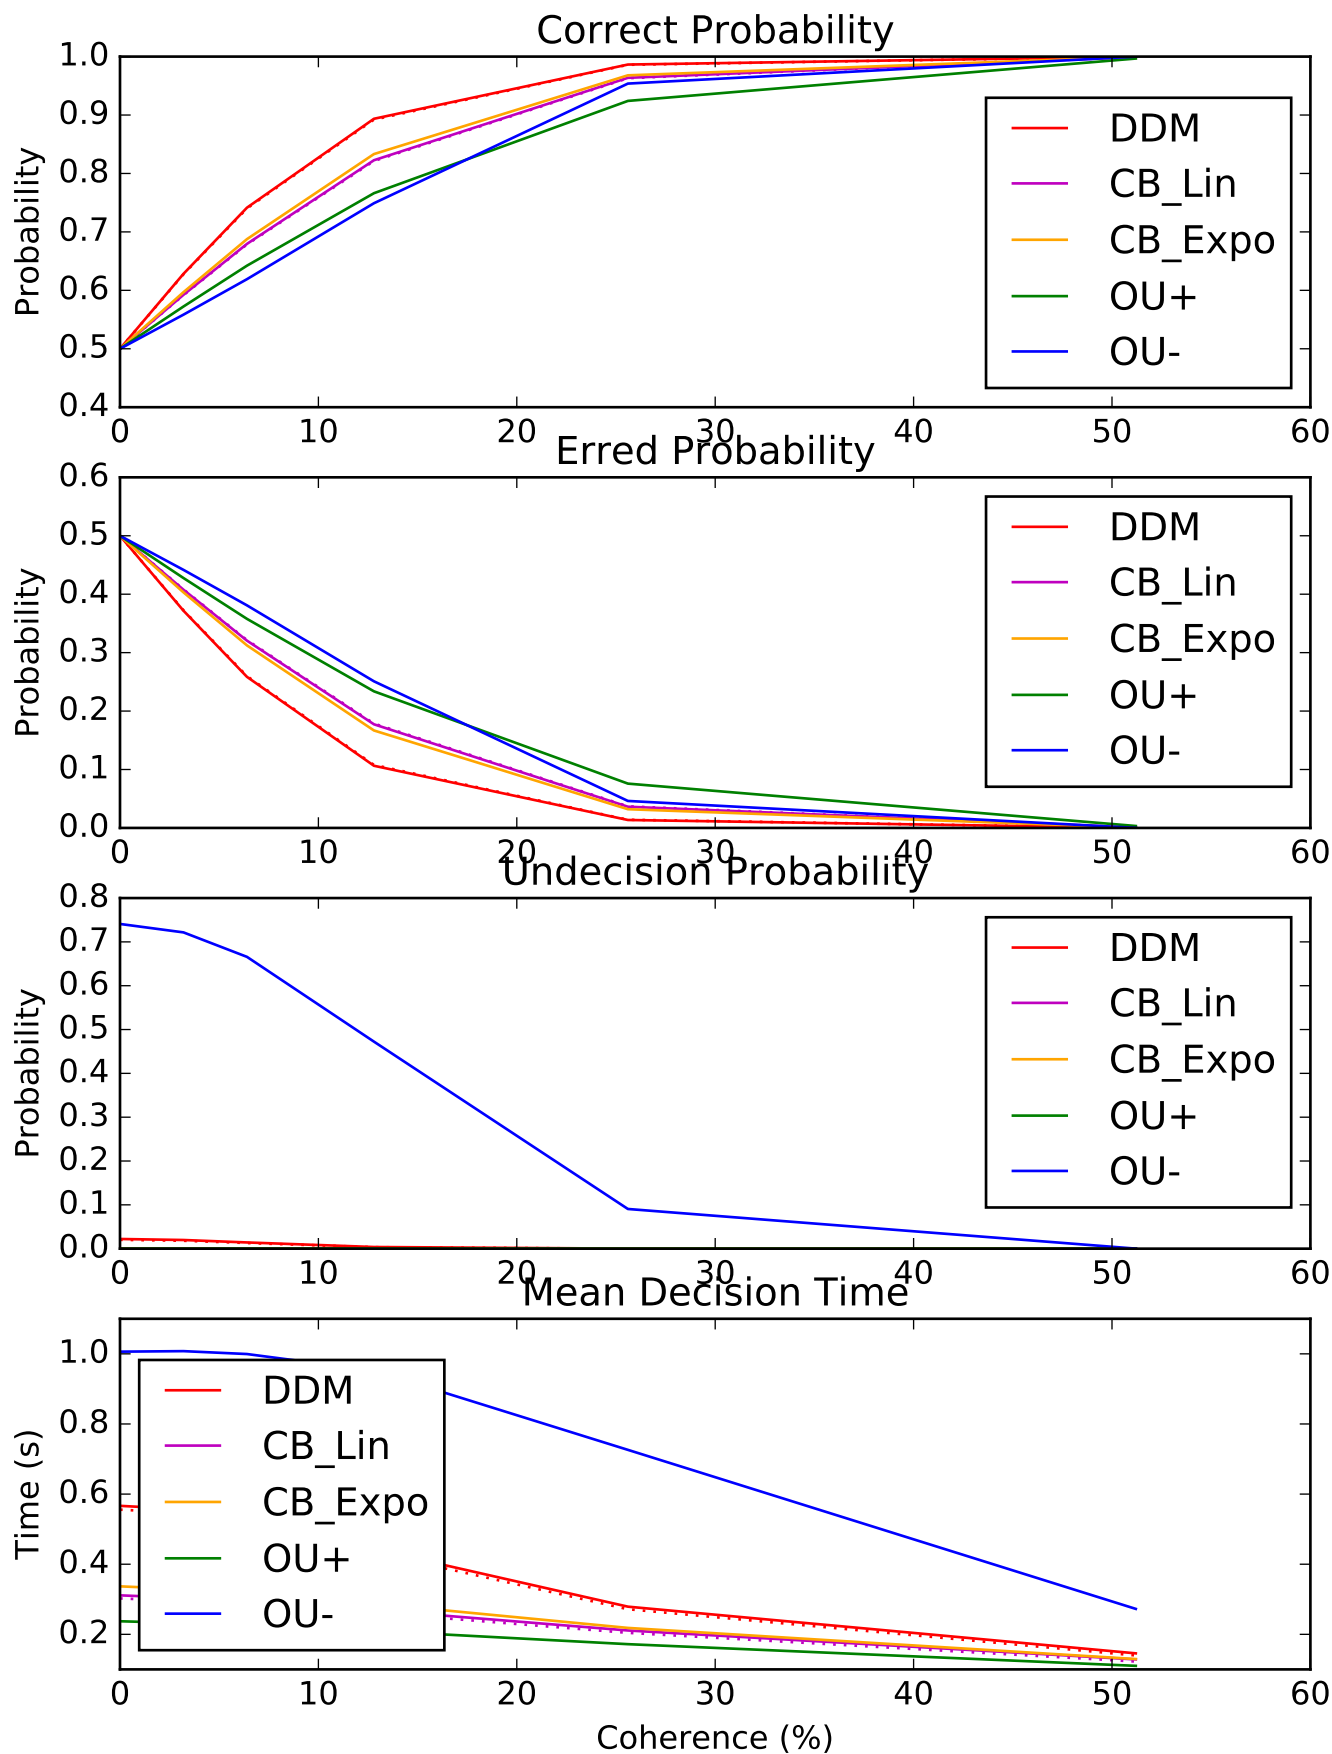 Correct Probability
1.0
0.9
0.8
0.7
0.6
0.5
0.4
Probability
DDM
CB_Lin
CB_Expo
OU+
OU-
0 10 20 30 40 50 60
Erred Probability
0.6
0.5
0.4
0.3
0.2
0.1
0.0
Probability
DDM
CB_Lin
CB_Expo
OU+
OU-
0 10 20 30 40 50 60
Undecision Probability
0.8
0.7
0.6
0.5
0.4
0.3
0.2
0.1
0.0
Probability
DDM
CB_Lin
CB_Expo
OU+
OU-
0 10 20 30 40 50 60
Mean Decision Time
1.0
0.8
0.6
0.4
0.2
Time (s)
DDM
CB_Lin
CB_Expo
OU+
OU-
0 10 20 30 40 50 60
Coherence (%)